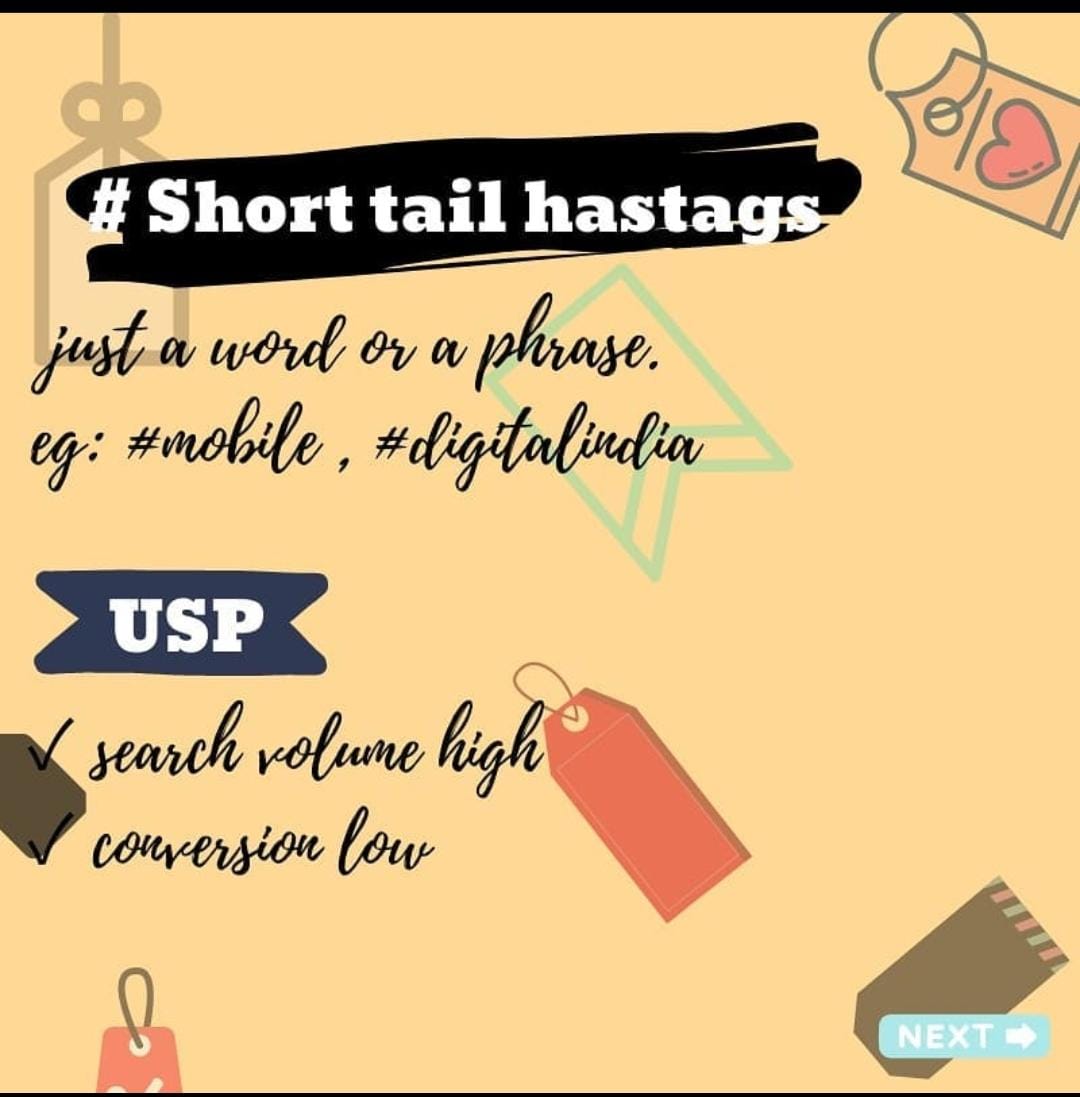 # Short tail hastags
just a word or a phrase.
eg: #mobile , #digitalindia
USP
✓ search volume high
✓ conversion low
NEXT